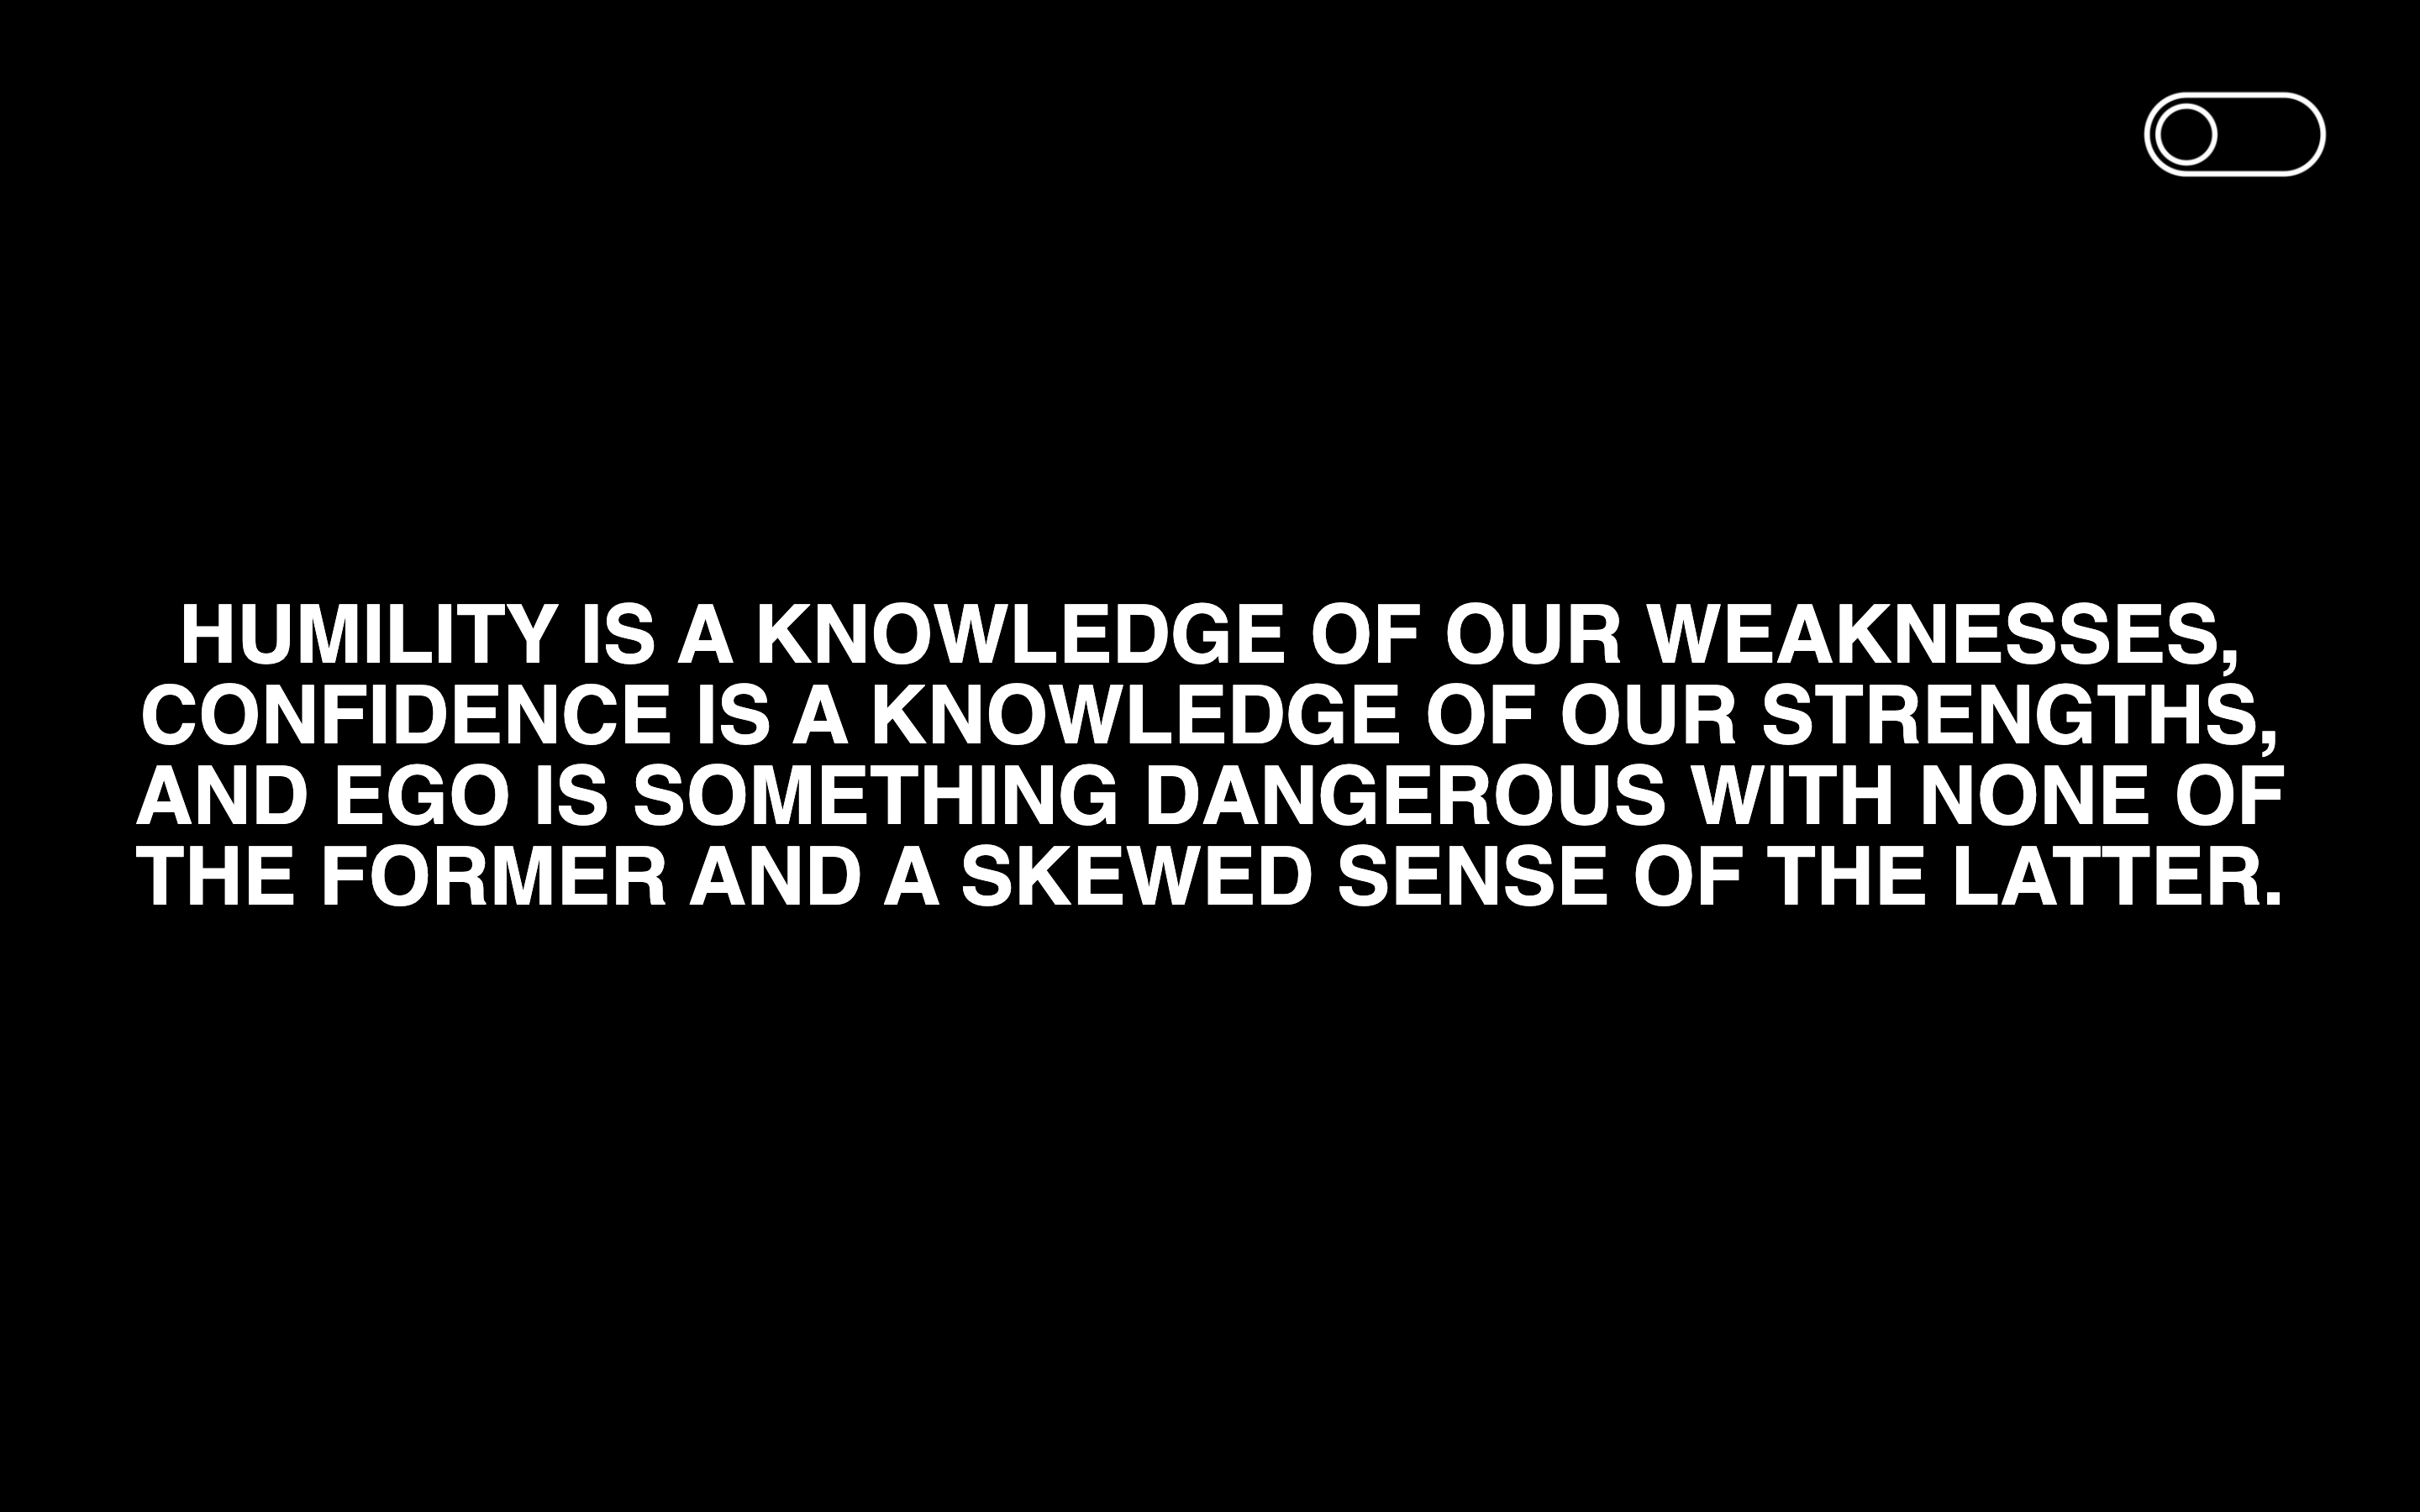 HUMILITY IS A KNOWLEDGE OF OUR WEAKNESSES,
CONFIDENCE IS A KNOWLEDGE OF OUR STRENGTHS,
AND EGO IS SOMETHING DANGEROUS WITH NONE OF
THE FORMER AND A SKEWED SENSE OF THE LATTER.